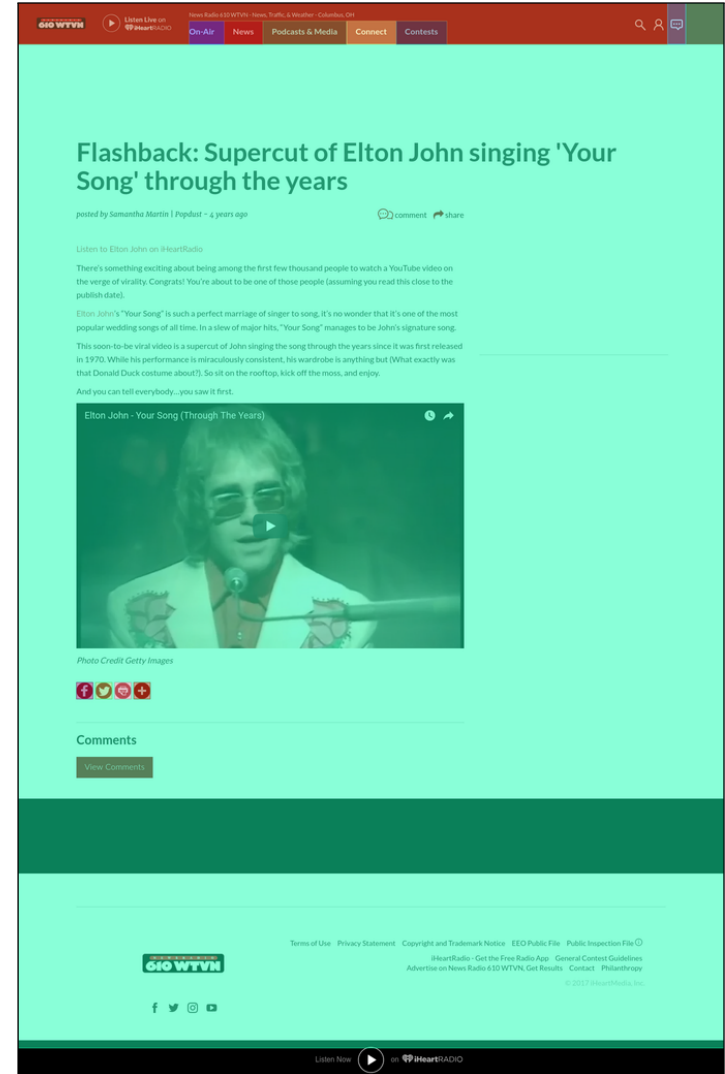 News Radio 610 WTVN - News, Traffic, & Weather - Columbus, OH
610 WTVN
Listen Live on
iHeartRADIO
On-Air News Podcasts & Media Connect Contests
Flashback: Supercut of Elton John singing 'Your
Song' through the years
posted by Samantha Martin | Popdust - 4 years ago
comment share
Listen to Elton John on iHeartRadio
There's something exciting about being among the first few thousand people to watch a YouTube video on
the verge of virality. Congrats! You're about to be one of those people (assuming you read this close to the
publish date).
Elton John's "Your Song" is such a perfect marriage of singer to song, it's no wonder that it's one of the most
popular wedding songs of all time. In a slew of major hits, "Your Song" manages to be John's signature song.
This soon-to-be viral video is a supercut of John singing the song through the years since it was first released
in 1970. While his performance is miraculously consistent, his wardrobe is anything but (What exactly was
that Donald Duck costume about?). So sit on the rooftop, kick off the moss, and enjoy.
And you can tell everybody...you saw it first.
Elton John - Your Song (Through The Years)
Photo Credit Getty Images
Comments
View Comments
Terms of Use Privacy Statement Copyright and Trademark Notice EEO Public File Public Inspection File
iHeartRadio - Get the Free Radio App General Contest Guidelines
Advertise on News Radio 610 WTVN, Get Results Contact Philanthropy
© 2017 iHeartMedia, Inc.
610 WTVN
Listen Now on iHeartRADIO